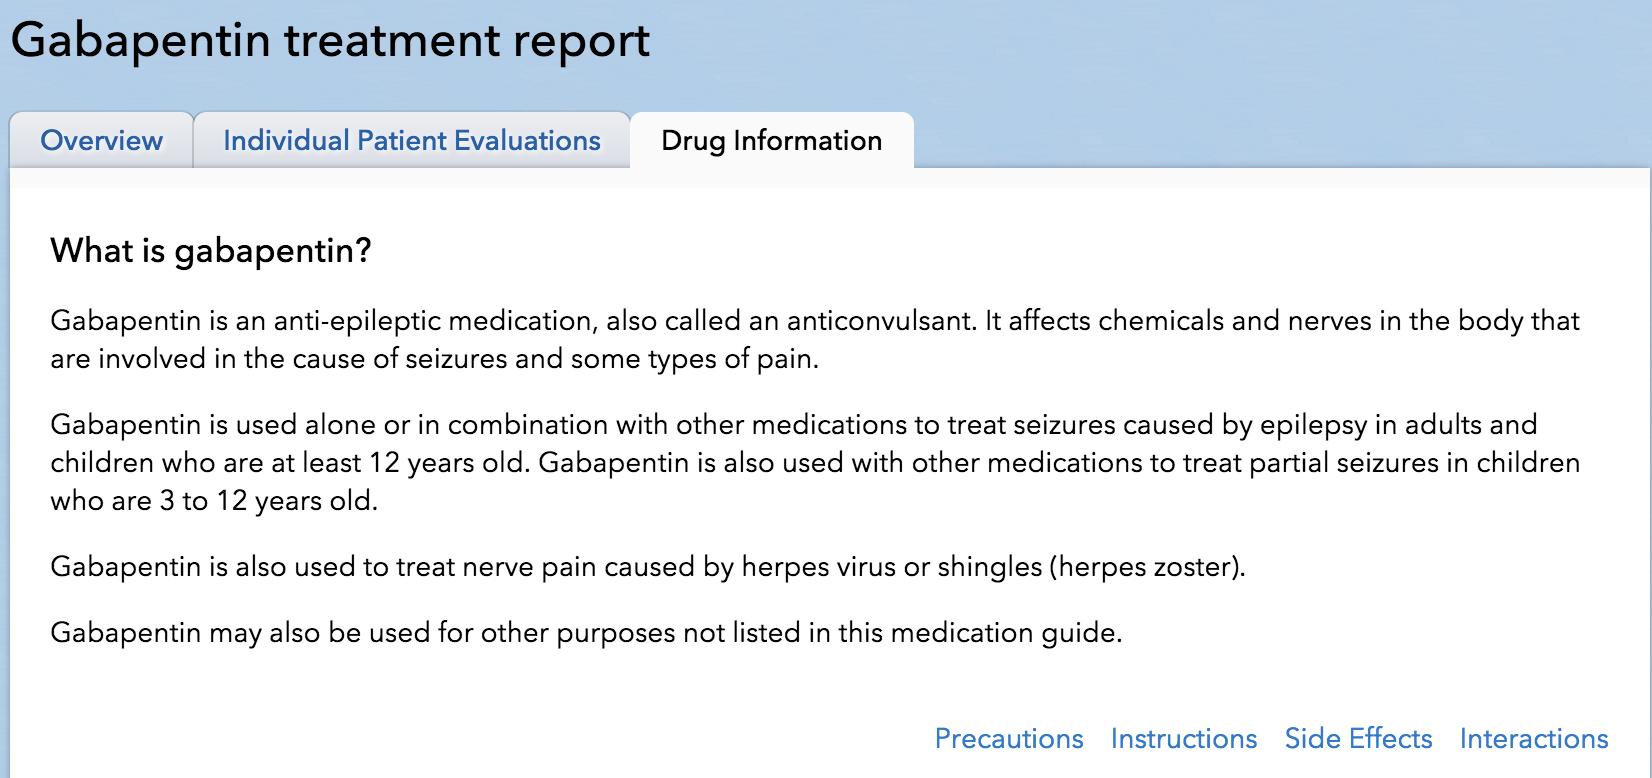 Gabapentin treatment report
Overview
Individual Patient Evaluations
Drug Information
What is gabapentin?
Gabapentin is an anti-epileptic medication, also called an anticonvulsant. It affects chemicals and nerves in the body that
are involved in the cause of seizures and some types of pain.
Gabapentin is used alone or in combination with other medications to treat seizures caused by epilepsy in adults and
children who are at least 12 years old. Gabapentin is also used with other medications to treat partial seizures in children
who are 3 to 12 years old.
Gabapentin is also used to treat nerve pain caused by herpes virus or shingles (herpes zoster).
Gabapentin may also be used for other purposes not listed in this medication guide.
Precautions Instructions Side Effects Interactions